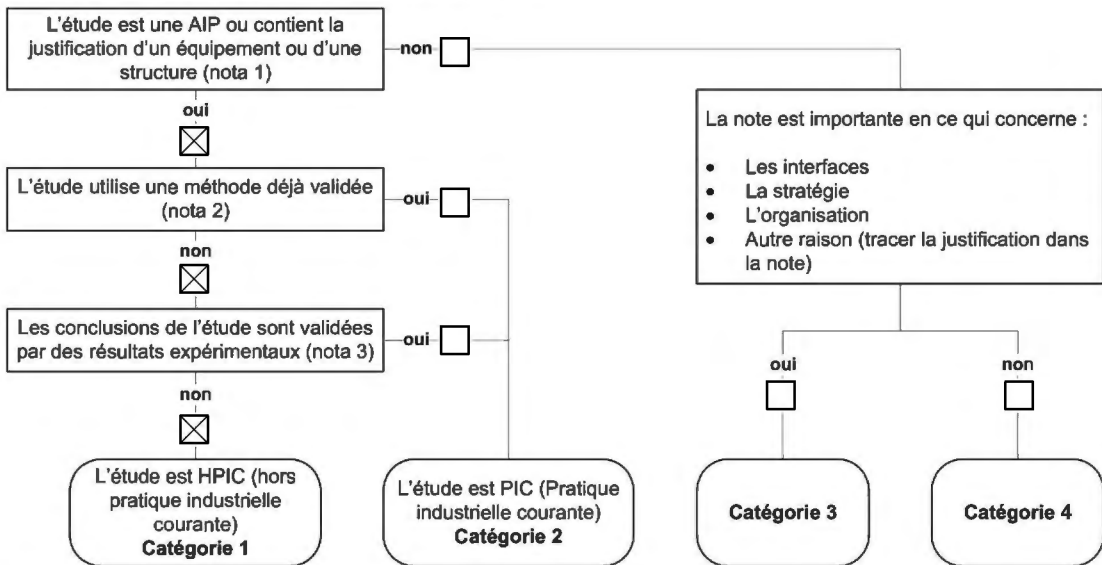 L'étude est une AIP ou contient la
justification d'un équipement ou d'une
structure (nota 1)
non
oui
L'étude utilise une méthode déjà validée
(nota 2)
oui
non
Les conclusions de l'étude sont validées
par des résultats expérimentaux (nota 3)
oui
non
L'étude est HPIC (hors
pratique industrielle
courante)
Catégorie 1
L'étude est PIC (Pratique
industrielle courante)
Catégorie 2
La note est importante en ce qui concerne :
• Les interfaces
• La stratégie
• L'organisation
• Autre raison (tracer la justification dans
la note)
oui
non
Catégorie 3
Catégorie 4